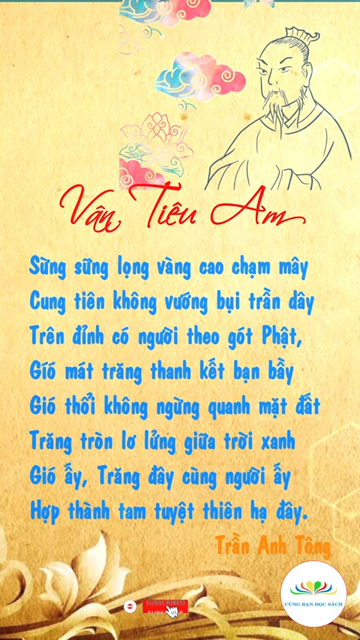 Vân Tiêu Am
Sừng sững lọng vàng cao chạm mây
Cung tiên không vương bụi trần dây
Trên đỉnh có người theo gót Phật,
Gíó mát trăng thanh kết bạn bầy
Gió thổi không ngừng quanh mặt đất
Trăng tròn lơ lửng giữa trời xanh
Gió ấy, Trăng đây cùng người ấy
Hợp thành tam tuyệt thiên hạ đây.
Trần Anh Tông
CÙNG BẠN ĐỌC SÁCH